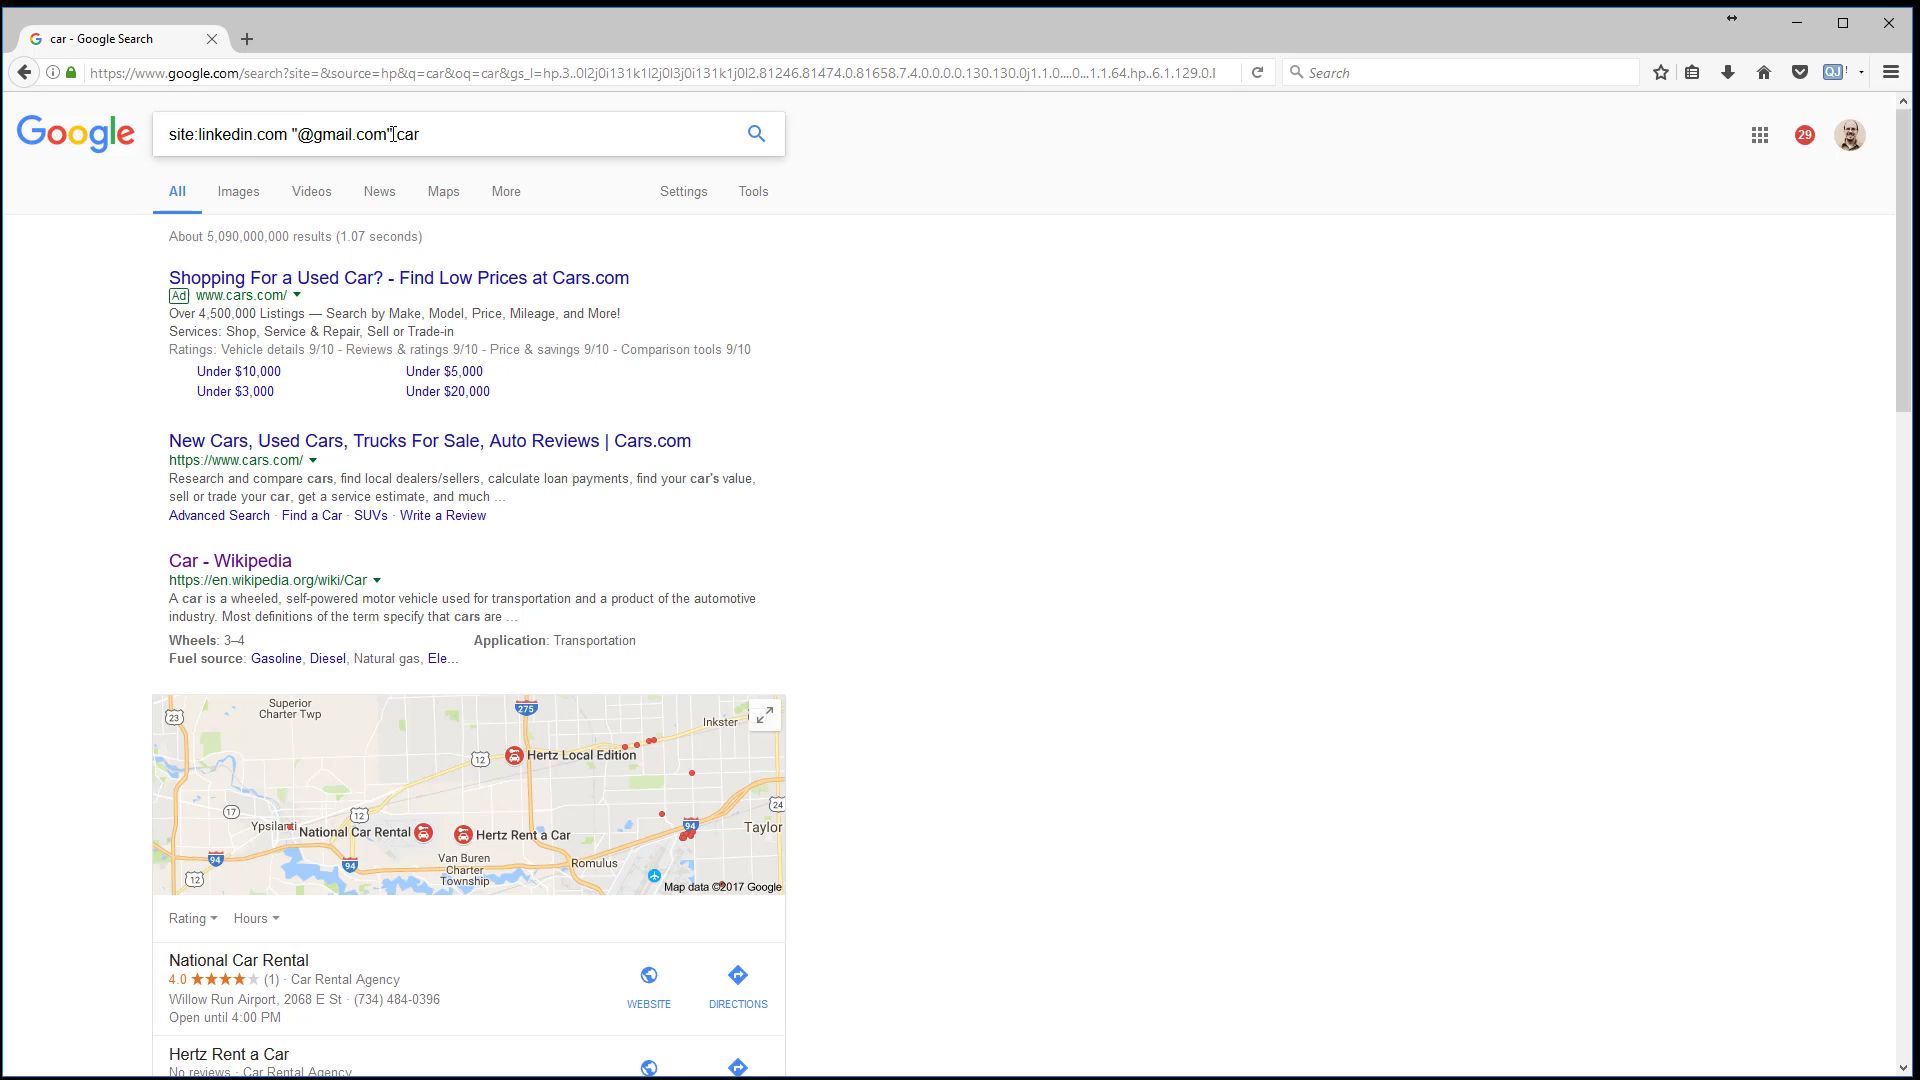 car - Google Search
https://www.google.com/search?site=&source=hp&q=car&oq=car&gs_l=hp.3..0l2j0i131k1l2j0l3j0i131k1j0l2.81246.81474.0.81658.7.4.0.0.0.0.130.130.0j1.1.0....0...1.1.64.hp..6.1.129.0.
Search
QJ !
Google
site:linkedin.com "@gmail.com" car
29
All Images Videos News Maps More Settings Tools
About 5,090,000,000 results (1.07 seconds)
Shopping For a Used Car? - Find Low Prices at Cars.com
Ad www.cars.com/
Over 4,500,000 Listings — Search by Make, Model, Price, Mileage, and More!
Services: Shop, Service & Repair, Sell or Trade-in
Ratings: Vehicle details 9/10 - Reviews & ratings 9/10 - Price & savings 9/10 - Comparison tools 9/10
Under $10,000 Under $5,000
Under $3,000 Under $20,000
New Cars, Used Cars, Trucks For Sale, Auto Reviews | Cars.com
https://www.cars.com/
Research and compare cars, find local dealers/sellers, calculate loan payments, find your car's value,
sell or trade your car, get a service estimate, and much ...
Advanced Search · Find a Car · SUVs · Write a Review
Car - Wikipedia
https://en.wikipedia.org/wiki/Car
A car is a wheeled, self-powered motor vehicle used for transportation and a product of the automotive
industry. Most definitions of the term specify that cars are ...
Wheels: 3–4 Application: Transportation
Fuel source: Gasoline, Diesel, Natural gas, Ele...
Superior
Charter Twp
23
275
Inkster
12
Hertz Local Edition
17
12
24
Ypsilanti
National Car Rental
Hertz Rent a Car
94
Taylor
94
94
Van Buren
Charter
Township
Romulus
12
Map data ©2017 Google
Rating Hours
National Car Rental
4.0 (1) · Car Rental Agency
Willow Run Airport, 2068 E St · (734) 484-0396
Open until 4:00 PM
WEBSITE DIRECTIONS
Hertz Rent a Car
No reviews · Car Rental Agency